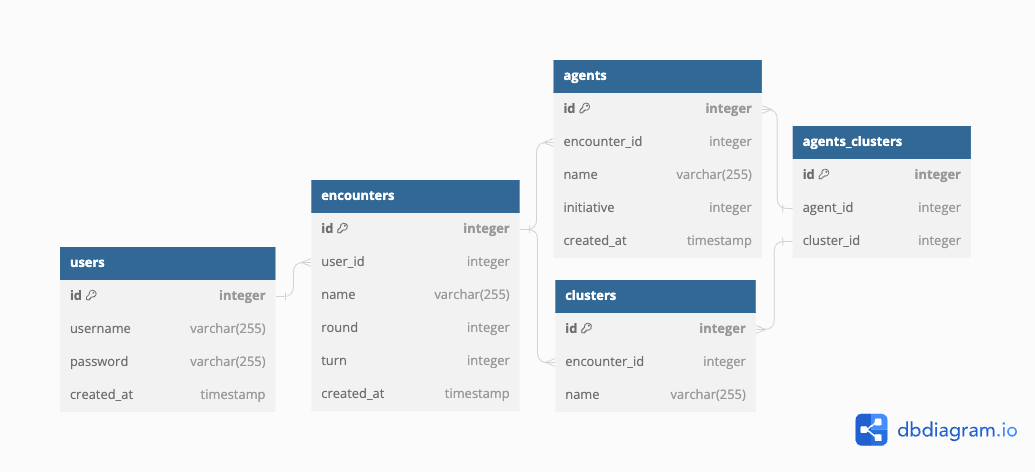 users
id integer
username varchar(255)
password varchar(255)
created_at timestamp
encounters
id integer
user_id integer
name varchar(255)
round integer
turn integer
created_at timestamp
agents
id integer
encounter_id integer
name varchar(255)
initiative integer
created_at timestamp
clusters
id integer
encounter_id integer
name varchar(255)
agents_clusters
id integer
agent_id integer
cluster_id integer
dbdiagram.io